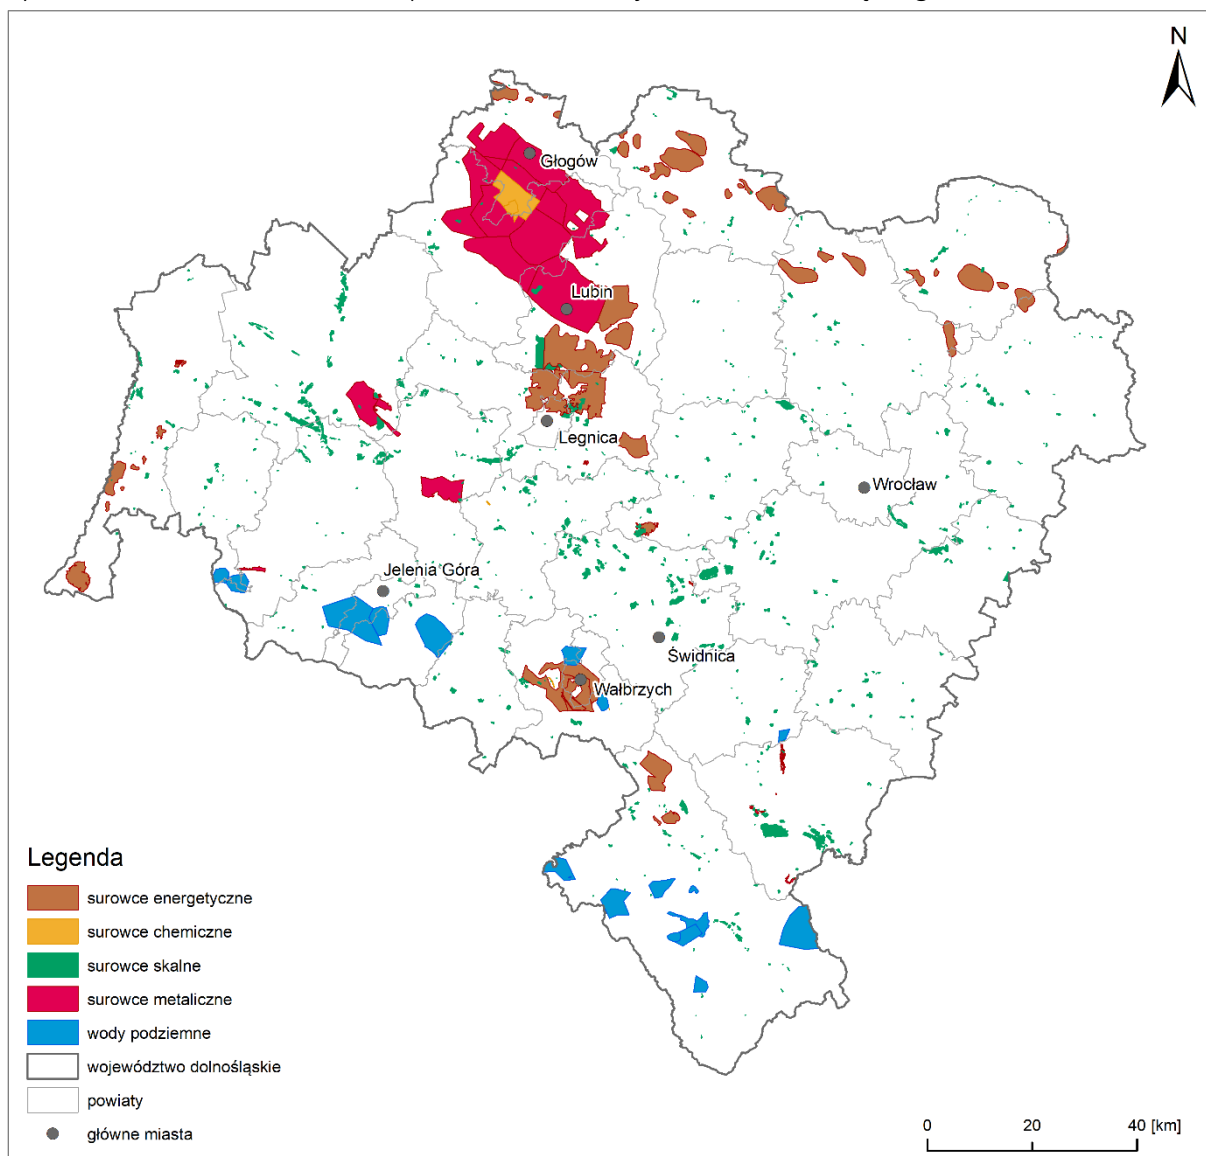 N
Głogów
Lubin
Legnica
Wrocław
Jelenia Góra
Świdnica
Wałbrzych
Legenda
surowce energetyczne
surowce chemiczne
surowce skalne
surowce metaliczne
wody podziemne
województwo dolnośląskie
powiaty
główne miasta
0 20 40 [km]